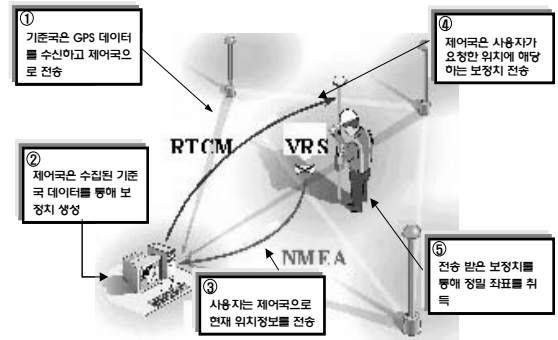 ①
기준국은 GPS 데이터
를 수신하고 제어국으
로 전송
④
제어국은 사용자가
요청한 위치에 해당
하는 보정치 전송
RTCM
VRS
②
제어국은 수집된 기준
국 데이터를 통해 보
정치 생성
NMEA
③
사용자는 제어국으로
현재 위치정보를 전송
⑤
전송 받은 보정치를
통해 정밀 좌표를 취
득